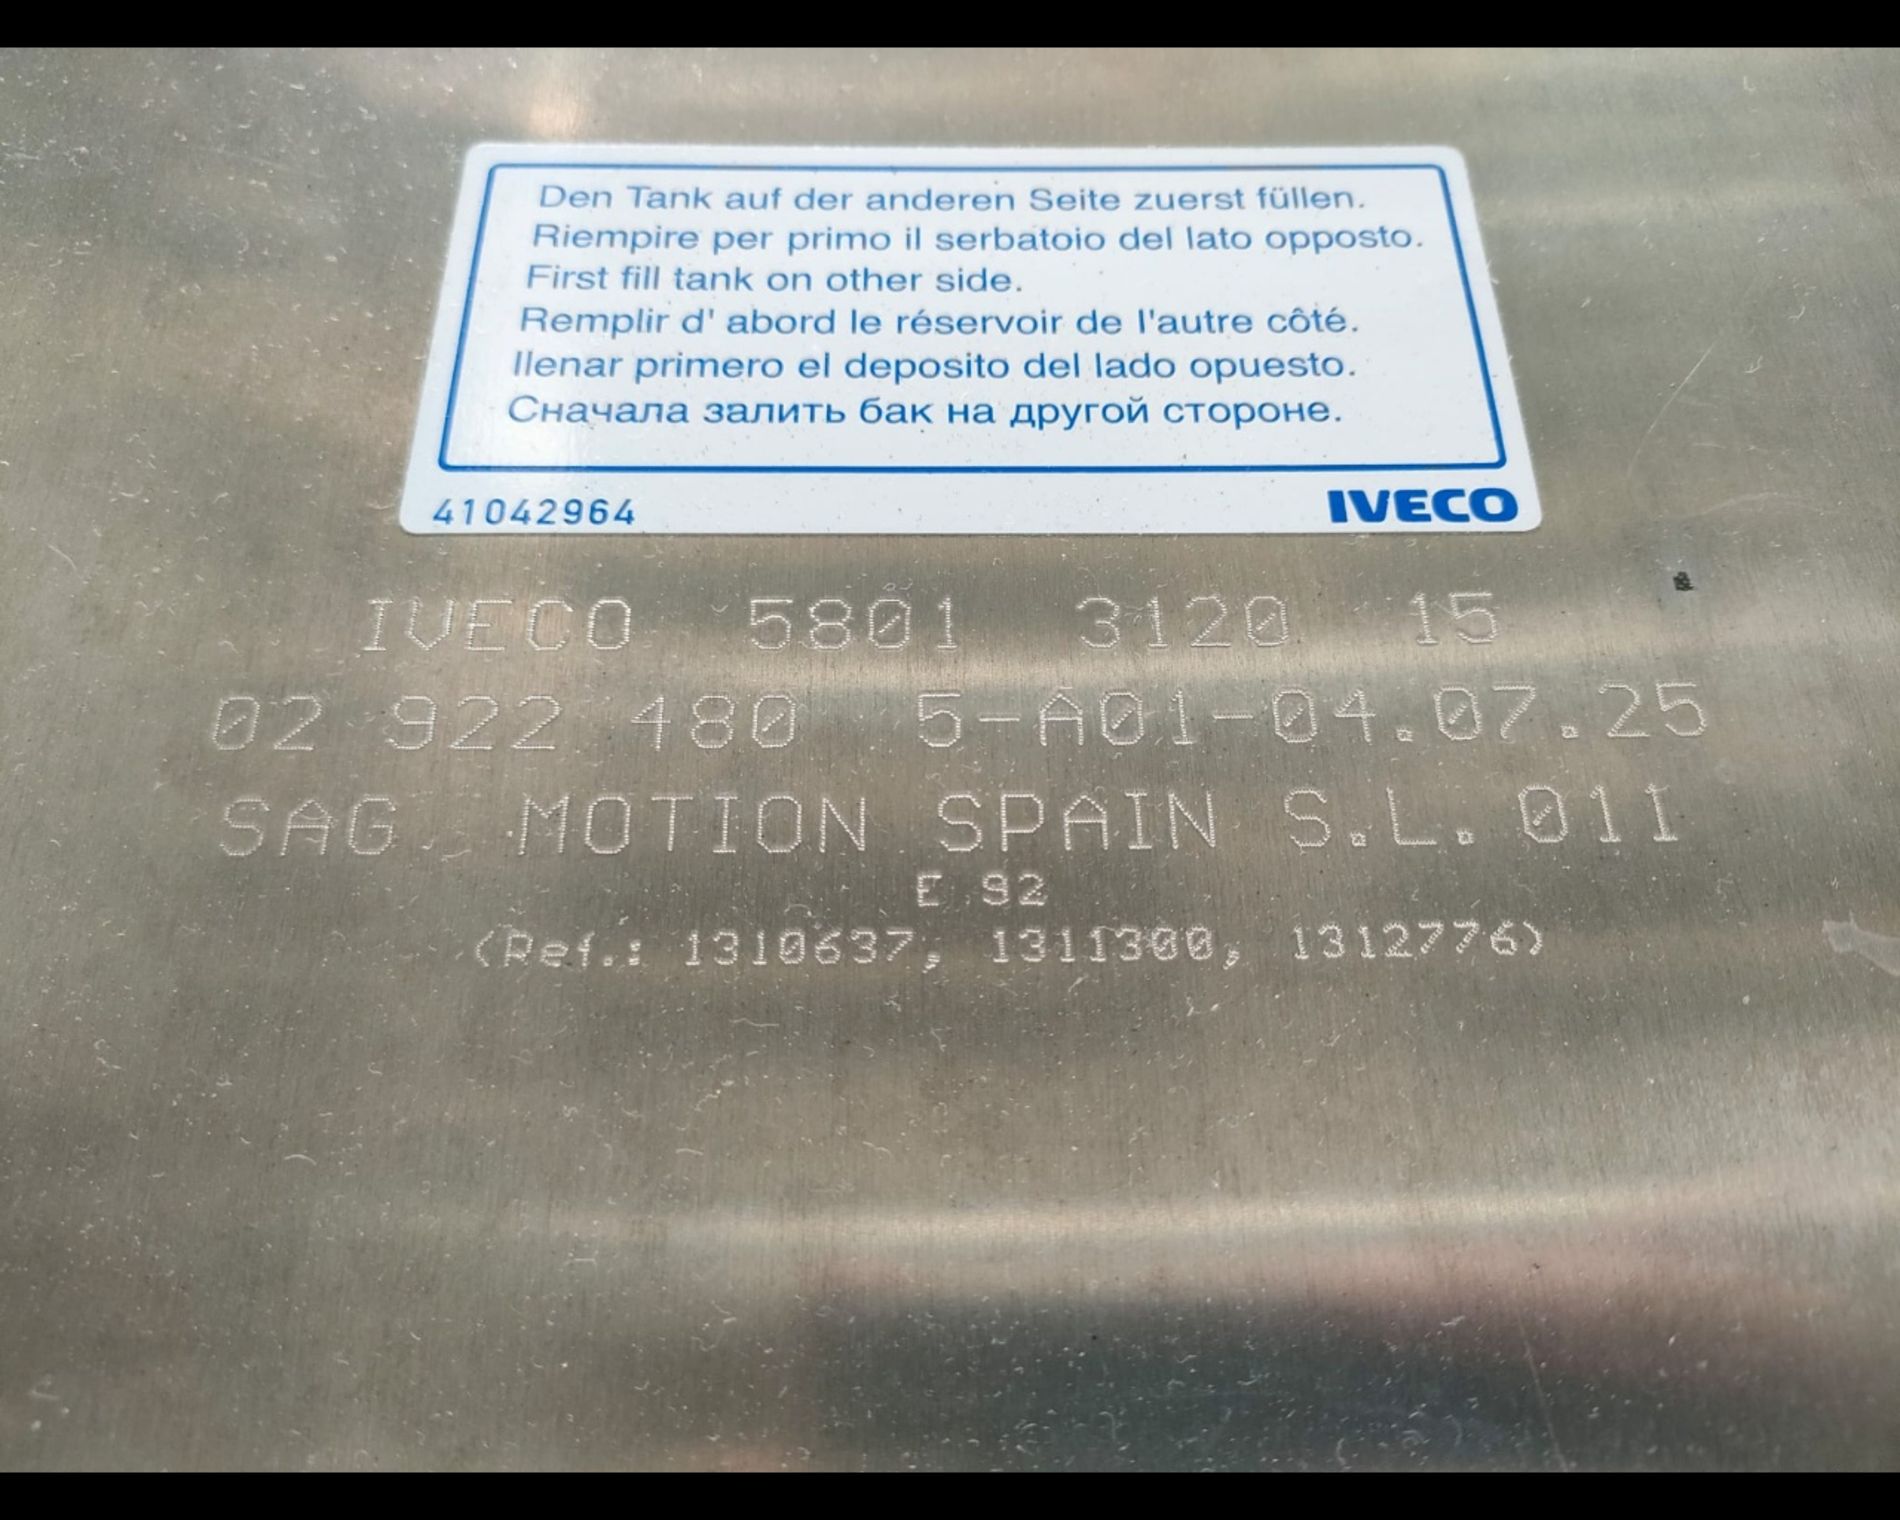 Den Tank auf der anderen Seite zuerst füllen.
Riempire per primo il serbatoio del lato opposto.
First fill tank on other side.
Remplir d' abord le réservoir de l'autre côté.
llenar primero el deposito del lado opuesto.
Сначала залить бак на другой стороне.
41042964 IVECO
IVECO 5801 3120 15
02 922 480 5-A01-04.07.25
SAG MOTION SPAIN S.L. 011
E 92
(Ref.: 1310637, 1311300, 1312776)